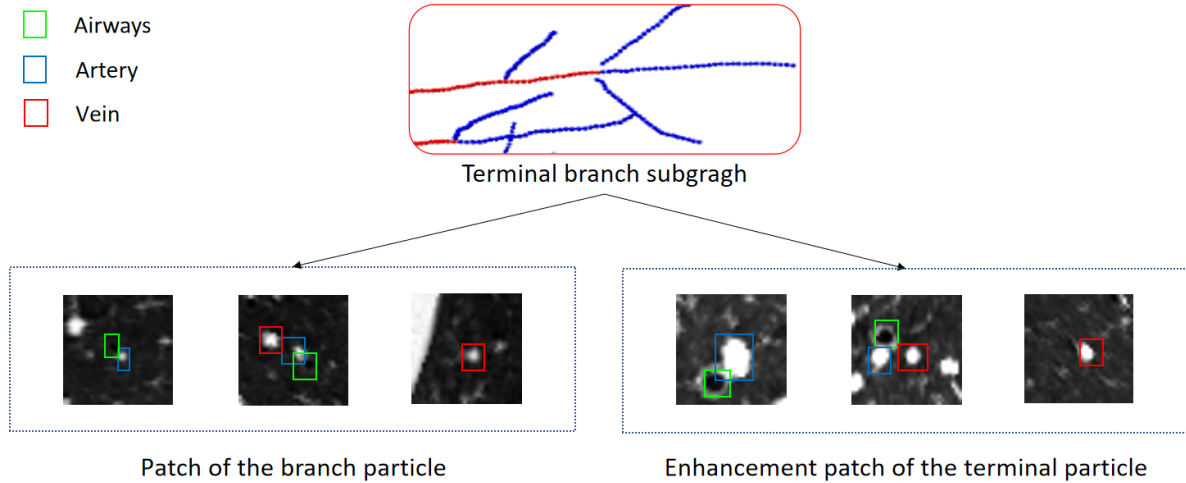 Airways
Artery
Vein
Terminal branch subgragh
Patch of the branch particle
Enhancement patch of the terminal particle